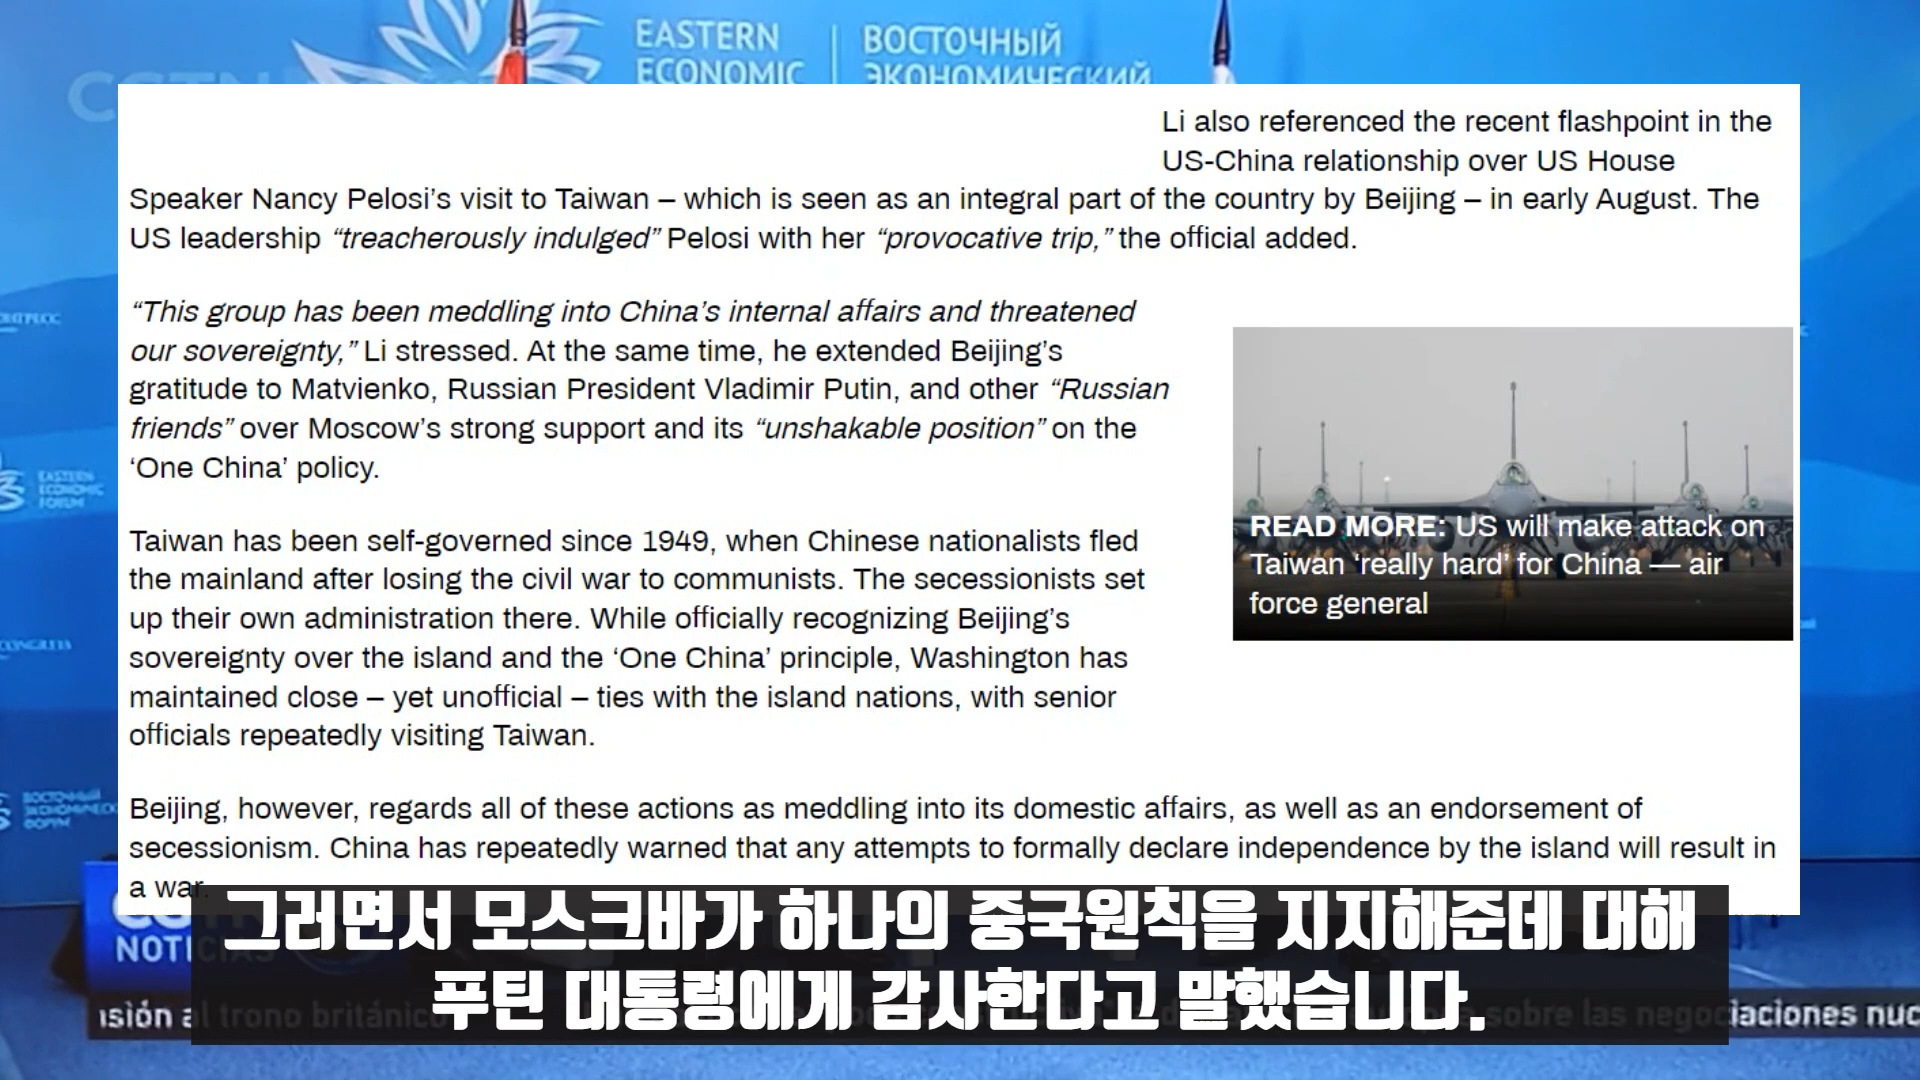 EASTERN
ECONOMIC
ВОСТОЧНЫЙ
ЭКОНОМИЧЕСКИЙ
Li also referenced the recent flashpoint in the
US-China relationship over US House
Speaker Nancy Pelosi’s visit to Taiwan – which is seen as an integral part of the country by Beijing – in early August. The
US leadership “treacherously indulged” Pelosi with her “provocative trip,” the official added.
“This group has been meddling into China’s internal affairs and threatened
our sovereignty,” Li stressed. At the same time, he extended Beijing’s
gratitude to Matvienko, Russian President Vladimir Putin, and other “Russian
friends” over Moscow’s strong support and its “unshakable position” on the
‘One China’ policy.
READ MORE: US will make attack on
Taiwan ‘really hard’ for China — air
force general
Taiwan has been self-governed since 1949, when Chinese nationalists fled
the mainland after losing the civil war to communists. The secessionists set
up their own administration there. While officially recognizing Beijing’s
sovereignty over the island and the ‘One China’ principle, Washington has
maintained close – yet unofficial – ties with the island nations, with senior
officials repeatedly visiting Taiwan.
Beijing, however, regards all of these actions as meddling into its domestic affairs, as well as an endorsement of
secessionism. China has repeatedly warned that any attempts to formally declare independence by the island will result in
a war.
EASTERN
ECONOMIC
FORUM
NOTICIAS
그러면서 모스크바가 하나의 중국원칙을 지지해준데 대해
푸틴 대통령에게 감사한다고 말했습니다.
al trono británico
sobre las